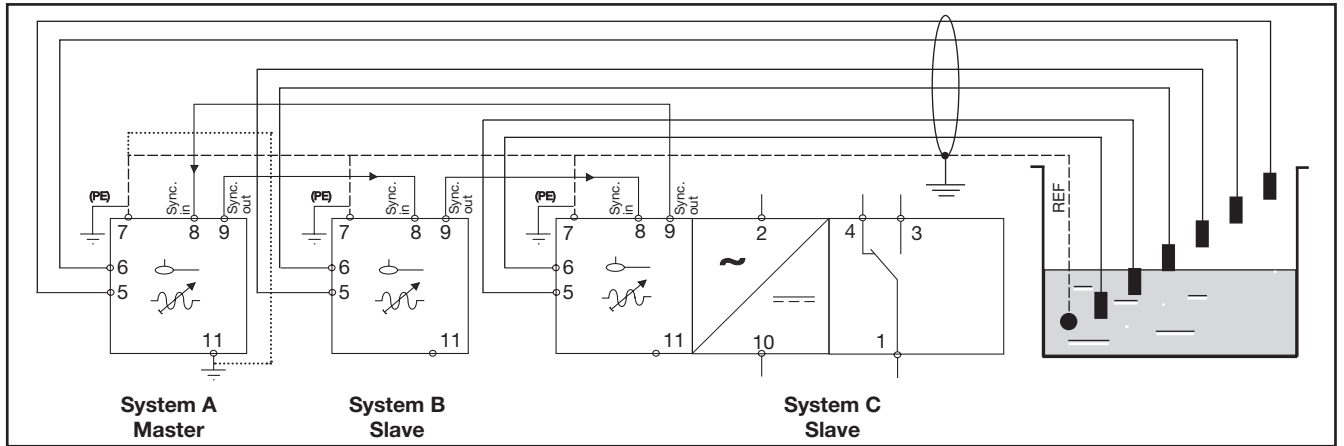 REF
(PE)
Sync. in
Sync. out
(PE)
Sync. in
Sync. out
(PE)
Sync. in
Sync. out
7 8 9
7 8 9
7 8 9
2
4 3
6
5
6
5
6
5
~
11
11
11
10
1
System A
Master
System B
Slave
System C
Slave